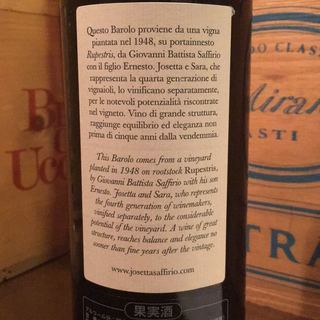 Questo Barolo proviene da una vigna
piantata nel 1948, su portainnesto
Rupestris, da Giovanni Battista Saffirio
con il figlio Ernesto. Josetta e Sara, che
rappresenta la quarta generazione di
vignaioli, lo vinificano separatamente,
per le notevoli potenzialità riscontrate
nel vigneto. Vino di grande struttura,
raggiunge equilibrio ed eleganza non
prima di cinque anni dalla vendemmia.
This Barolo comes from a vineyard
planted in 1948 on rootstock Rupestris,
by Giovanni Battista Saffirio with his son
Ernesto. Josetta and Sara, who represents
the fourth generation of winemakers,
vinified separately, to the considerable
potential of the vineyard. A wine of great
structure, reaches balance and elegance no
sooner than fine years after the vintage.
www.josettasaffirio.com
果実酒